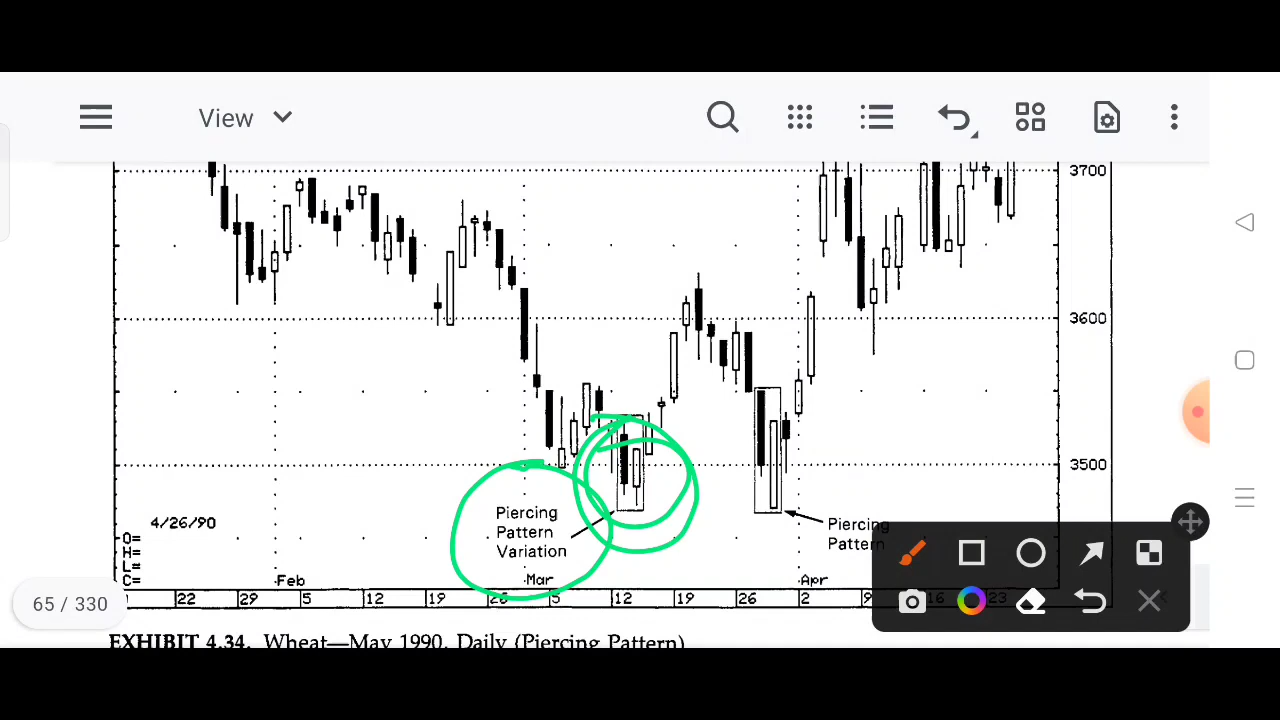 View
3700
3600
3500
Piercing
Pattern
Variation
Piercing
Pattern
4/26/90
O=
H=
L=
C=
Feb
Mar
Apr
22 29 5 12 19 26 5 12 19 26 2 9 16 23
65 / 330
EXHIBIT 4.34. Wheat—May 1990, Daily (Piercing Pattern)